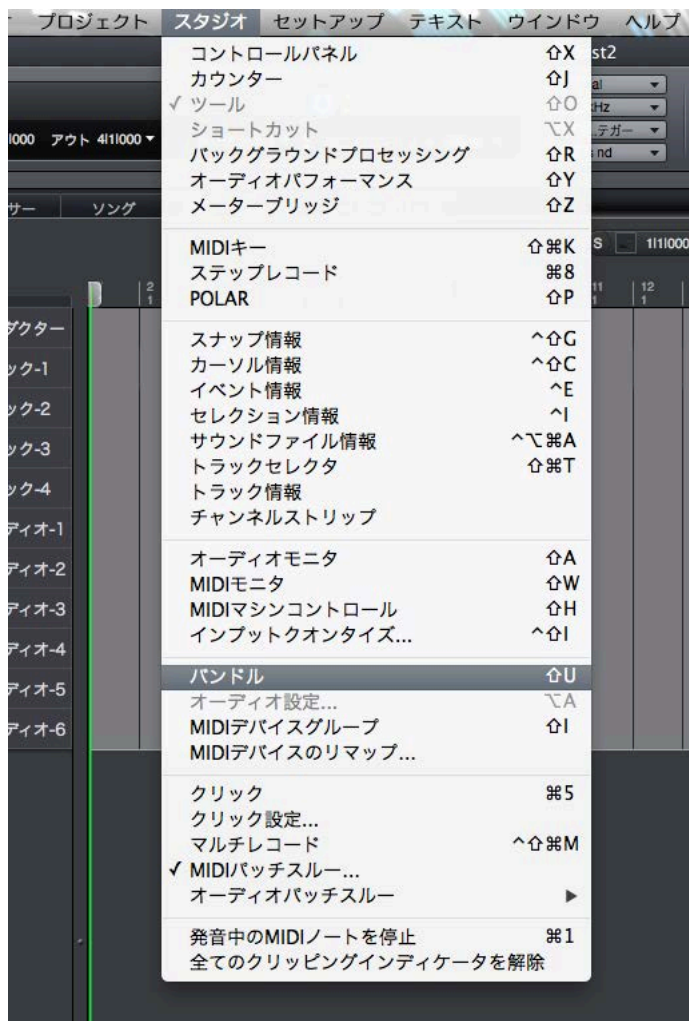 プロジェクト スタジオ セットアップ テキスト ウインドウ ヘルプ
コントロールパネル ⇧X
st2
カウンター ⇧J
al
✓ ツール ⇧O
kHz
ショートカット ⌥X
..テガー
1000 アウト 4|1|000
バックグラウンドプロセッシング ⇧R
nd
オーディオパフォーマンス ⇧Y
サー ソング
メーターブリッジ ⇧Z
MIDIキー ⇧⌘K
S 1|1|000
ステップレコード ⌘8
POLAR ⇧P
2
1
11
1
12
1
ダクター
スナップ情報 ^⇧G
ック-1
カーソル情報 ^⇧C
イベント情報 ^E
ック-2
セレクション情報 ^I
サウンドファイル情報 ^⌥⌘A
ック-3
トラックセレクタ ⇧⌘T
ック-4
トラック情報
チャンネルストリップ
ディオ-1
オーディオモニタ ⇧A
ディオ-2
MIDIモニタ ⇧W
MIDIマシンコントロール ⇧H
ディオ-3
インプットクオンタイズ... ^⇧I
ディオ-4
バンドル ⇧U
ディオ-5
オーディオ設定... ⌥A
MIDIデバイスグループ ⇧I
ディオ-6
MIDIデバイスのリマップ...
クリック ⌘5
クリック設定...
マルチレコード ^⇧⌘M
✓ MIDIパッチスルー...
オーディオパッチスルー ▶
発音中のMIDIノートを停止 ⌘1
全てのクリッピングインディケータを解除